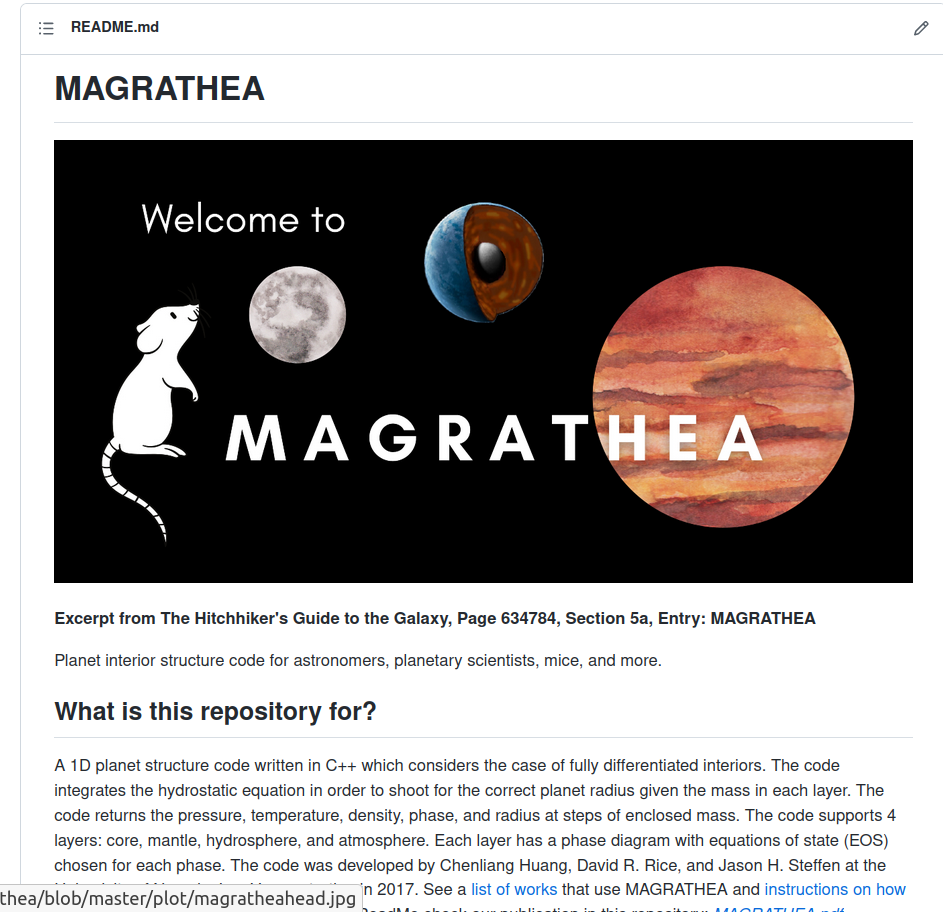 README.md
MAGRATHEA
Welcome to
MAGRATHEA
Excerpt from The Hitchhiker's Guide to the Galaxy, Page 634784, Section 5a, Entry: MAGRATHEA
Planet interior structure code for astronomers, planetary scientists, mice, and more.
What is this repository for?
A 1D planet structure code written in C++ which considers the case of fully differentiated interiors. The code
integrates the hydrostatic equation in order to shoot for the correct planet radius given the mass in each layer. The
code returns the pressure, temperature, density, phase, and radius at steps of enclosed mass. The code supports 4
layers: core, mantle, hydrosphere, and atmosphere. Each layer has a phase diagram with equations of state (EOS)
chosen for each phase. The code was developed by Chenliang Huang, David R. Rice, and Jason H. Steffen at the
in 2017. See a list of works that use MAGRATHEA and instructions on how
thea/blob/master/plot/magratheahead.jpg
ReadMe check our publication in this repository: MAGRATHEA.pdf